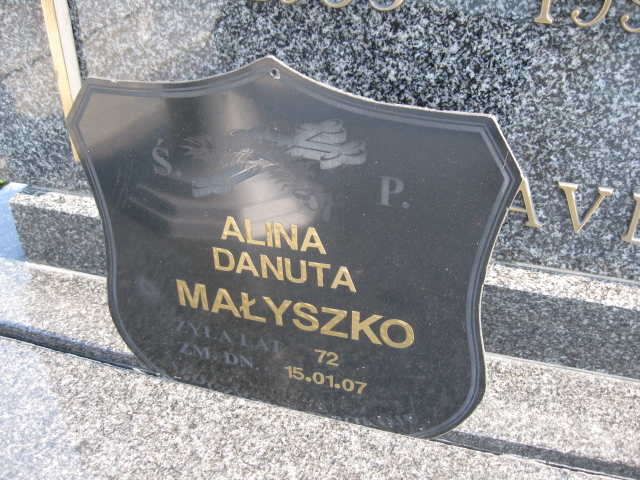 Ś. P.
ALINA
DANUTA
MAŁYSZKO
ŻYŁA LAT 72
ZM. DN. 15.01.07